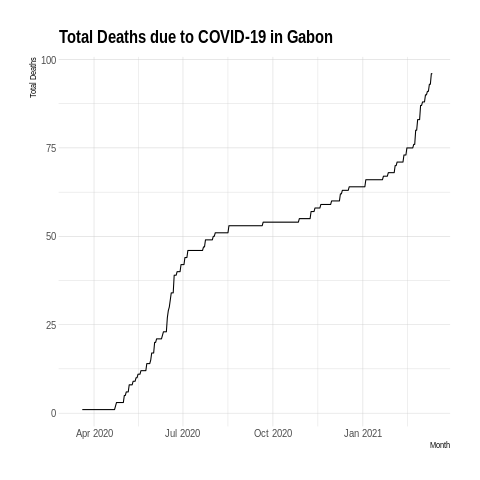 Total Deaths due to COVID-19 in Gabon
Total Deaths
100
75
50
25
0
Apr 2020 Jul 2020 Oct 2020 Jan 2021
Month